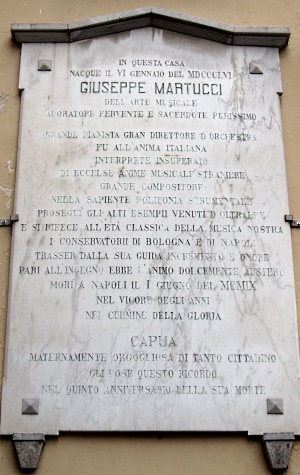 IN QUESTA CASA
NACQUE IL VI GENNAIO DEL MDCCCLVI
GIUSEPPE MARTUCCI
DELL'ARTE MUSICALE
ADORATORE FERVENTE E SACERDOTE PURISSIMO
GRANDE PIANISTA GRAN DIRETTORE D'ORCHESTRA
FU ALL'ANIMA ITALIANA
INTERPRETE INSUPERATO
DI ECCELSE ANIME MUSICALI STRANIERE
GRANDE COMPOSITORE
NELLA SAPIENTE POLIFONIA STRUMENTALE
PROSEGUÌ GLI ALTI ESEMPII VENUTI D'OLTRALPE
E SI RIFECE ALL'ETÀ CLASSICA DELLA MUSICA NOSTRA
I CONSERVATORII DI BOLOGNA E DI NAPOLI
TRASSER DALLA SUA GUIDA INCREMENTO E ONORE
PARI ALL'INGEGNO EBBE L'ANIMO DOLCEMENTE AUSTERO
MORÌ A NAPOLI IL I GIUGNO DEL MCMIX
NEL VIGORE DEGLI ANNI
NEL CULMINE DELLA GLORIA
CAPUA
MATERNAMENTE ORGOGLIOSA DI TANTO CITTADINO
GLI POSE QUESTO RICORDO
NEL QUINTO ANNIVERSARIO DELLA SUA MORTE